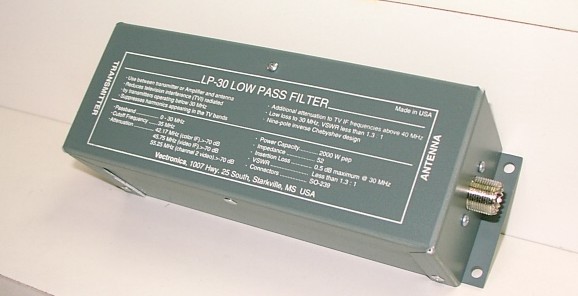 TRANSMITTER
LP-30 LOW PASS FILTER
Made in USA
· Use between transmitter or Amplifier and antenna
· Reduces television interference (TVI) radiated
by transmitters operating below 30 MHz
· Suppresses harmonics appearing in the TV bands
· Additional attenuation to TV IF frequencies above 40 MHz
· Low loss to 30 MHz, VSWR less than 1.3 : 1
· Nine-pole inverse Chebyshev design
· Passband ........ 0 - 30 MHz
· Cutoff Frequency .... 35 MHz
· Attenuation ........
42.17 MHz (color IF),>-70 dB
45.75 MHz (video IF),>-70 dB
55.25 MHz (channel 2 video),>-70 dB
· Power Capacity ........ 2000 W pep
· Impedance ........ 52
· Insertion Loss ........ 0.5 dB maximum @ 30 MHz
· VSWR ........ Less than 1.3 : 1
· Connectors ........ SO-239
Vectronics, 1007 Hwy. 25 South, Starkville, MS USA
ANTENNA